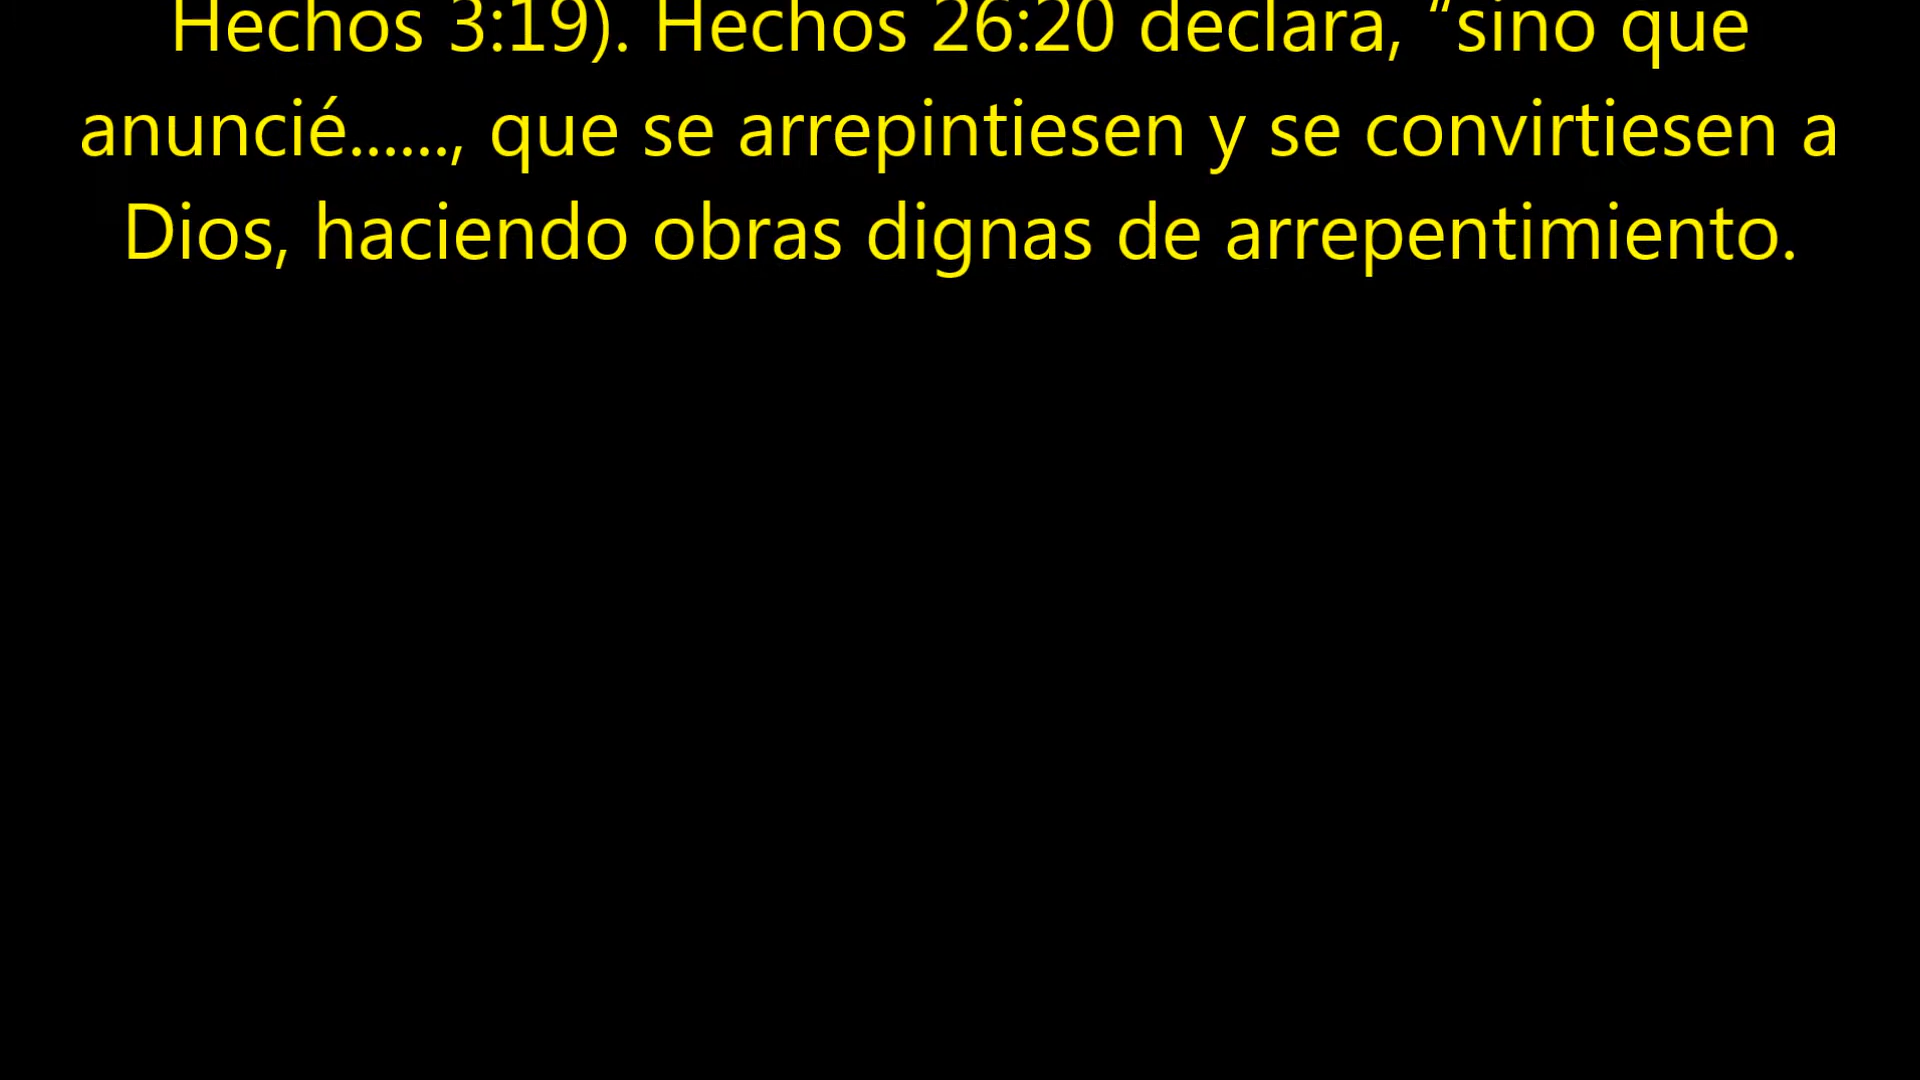 Hechos 3:19). Hechos 26:20 declara, “sino que
anuncié......, que se arrepintiesen y se convirtiesen a
Dios, haciendo obras dignas de arrepentimiento.